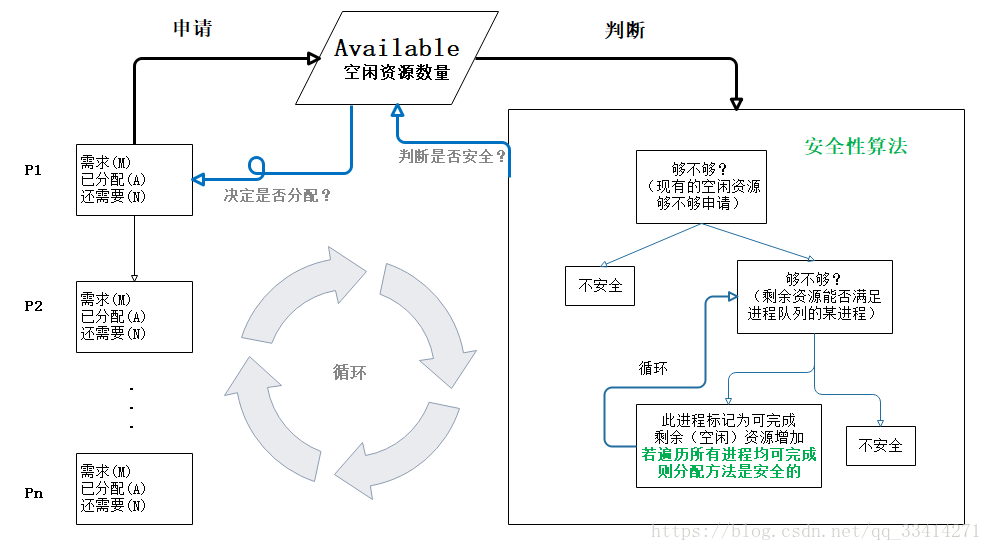 申请
Available
空闲资源数量
判断
判断是否安全？
决定是否分配？
P1
需求(M)
已分配(A)
还需要(N)
P2
需求(M)
已分配(A)
还需要(N)
.
.
.
Pn
需求(M)
已分配(A)
还需要(N)
循环
安全性算法
够不够？
（现有的空闲资源
够不够申请）
不安全
够不够？
（剩余资源能否满足
进程队列的某进程）
循环
此进程标记为可完成
剩余（空闲）资源增加
若遍历所有进程均可完成
则分配方法是安全的
不安全
https://blog.csdn.net/qq_33414271